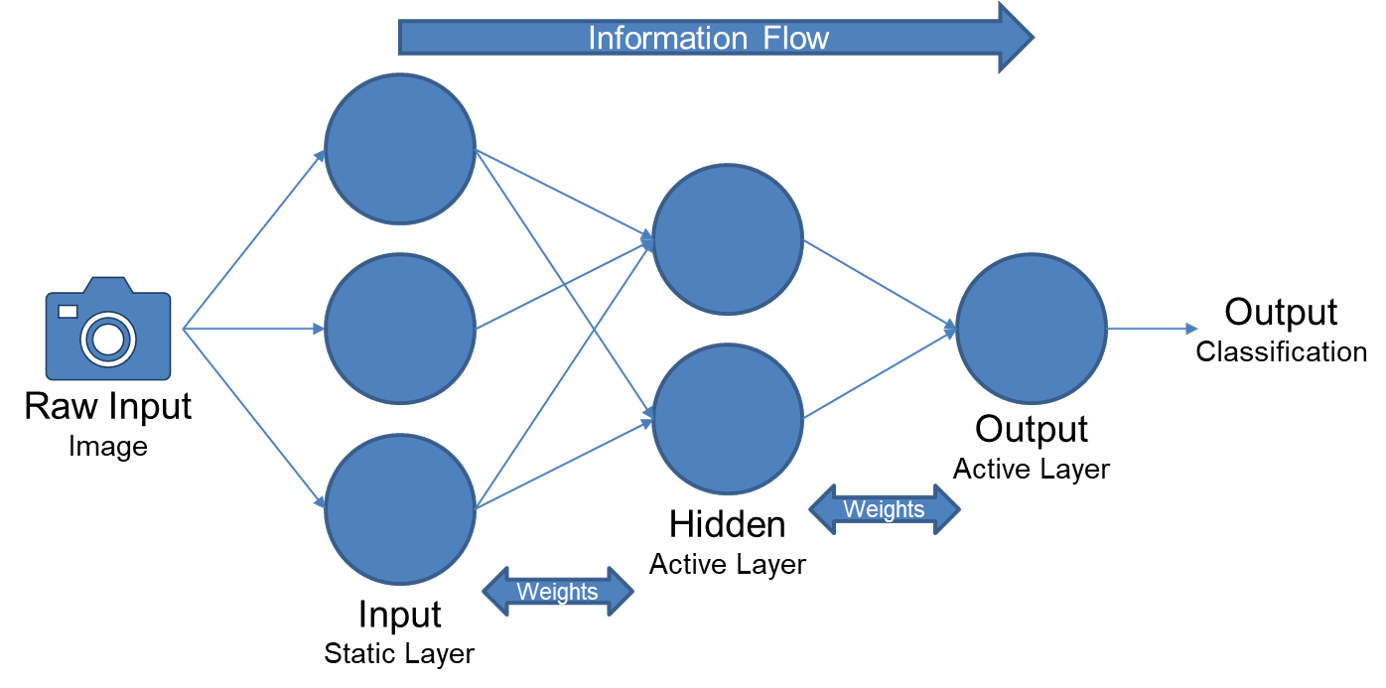 Information Flow
Raw Input
Image
Input
Static Layer
Weights
Hidden
Active Layer
Weights
Output
Active Layer
Output
Classification